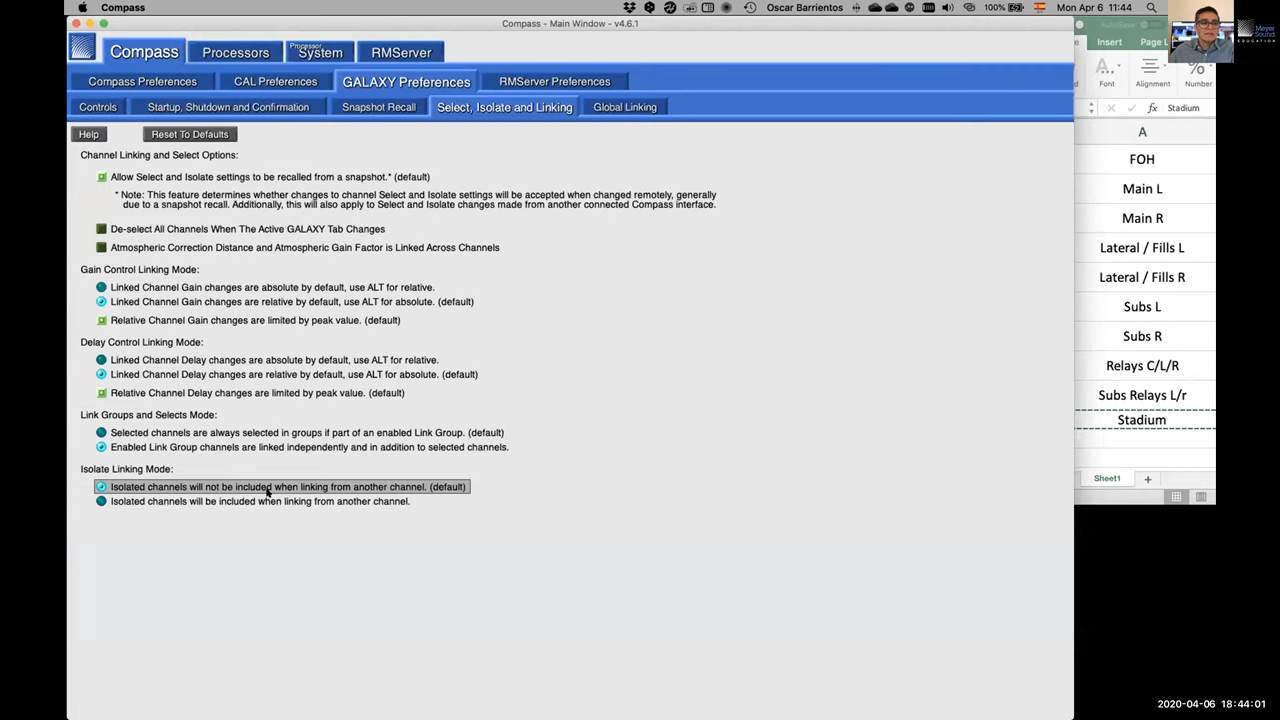 Compass
Oscar Barrientos
100%
Mon Apr 6 11:44
Compass - Main Window - v4.6.1
Compass
Processors
Processor
System
RMServer
Compass Preferences
CAL Preferences
GALAXY Preferenc
RMServer Preferences
Controls
Startup, Shutdown and Confirmation
Snapshot Recall
Select, Isolate and Linking
Global Linking
Help
Reset To Defaults
Channel Linking and Select Options:
Allow Select and Isolate settings to be recalled from a snapshot.* (default)
* Note: This feature determines whether changes to channel Select and Isolate settings will be accepted when changed remotely, generally
due to a snapshot recall. Additionally, this will also apply to Select and Isolate changes made from another connected Compass interface.
De-select All Channels When The Active GALAXY Tab Changes
Atmospheric Correction Distance and Atmospheric Gain Factor is Linked Across Channels
Gain Control Linking Mode:
Linked Channel Gain changes are absolute by default, use ALT for relative.
Linked Channel Gain changes are relative by default, use ALT for absolute. (default)
Relative Channel Gain changes are limited by peak value. (default)
Delay Control Linking Mode:
Linked Channel Delay changes are absolute by default, use ALT for relative.
Linked Channel Delay changes are relative by default, use ALT for absolute. (default)
Relative Channel Delay changes are limited by peak value. (default)
Link Groups and Selects Mode:
Selected channels are always selected in groups if part of an enabled Link Group. (default)
Enabled Link Group channels are linked independently and in addition to selected channels.
Isolate Linking Mode:
Isolated channels will not be included when linking from another channel. (default)
Isolated channels will be included when linking from another channel.
AutoSave
Insert
Page L
Font
Alignment
Number
%
fx
Stadium
A
FOH
Main L
Main R
Lateral / Fills L
Lateral / Fills R
Subs L
Subs R
Relays C/L/R
Subs Relays L/r
Stadium
Sheet1
+
Meyer
Sound
EDUCATION
2020-04-06 18:44:01